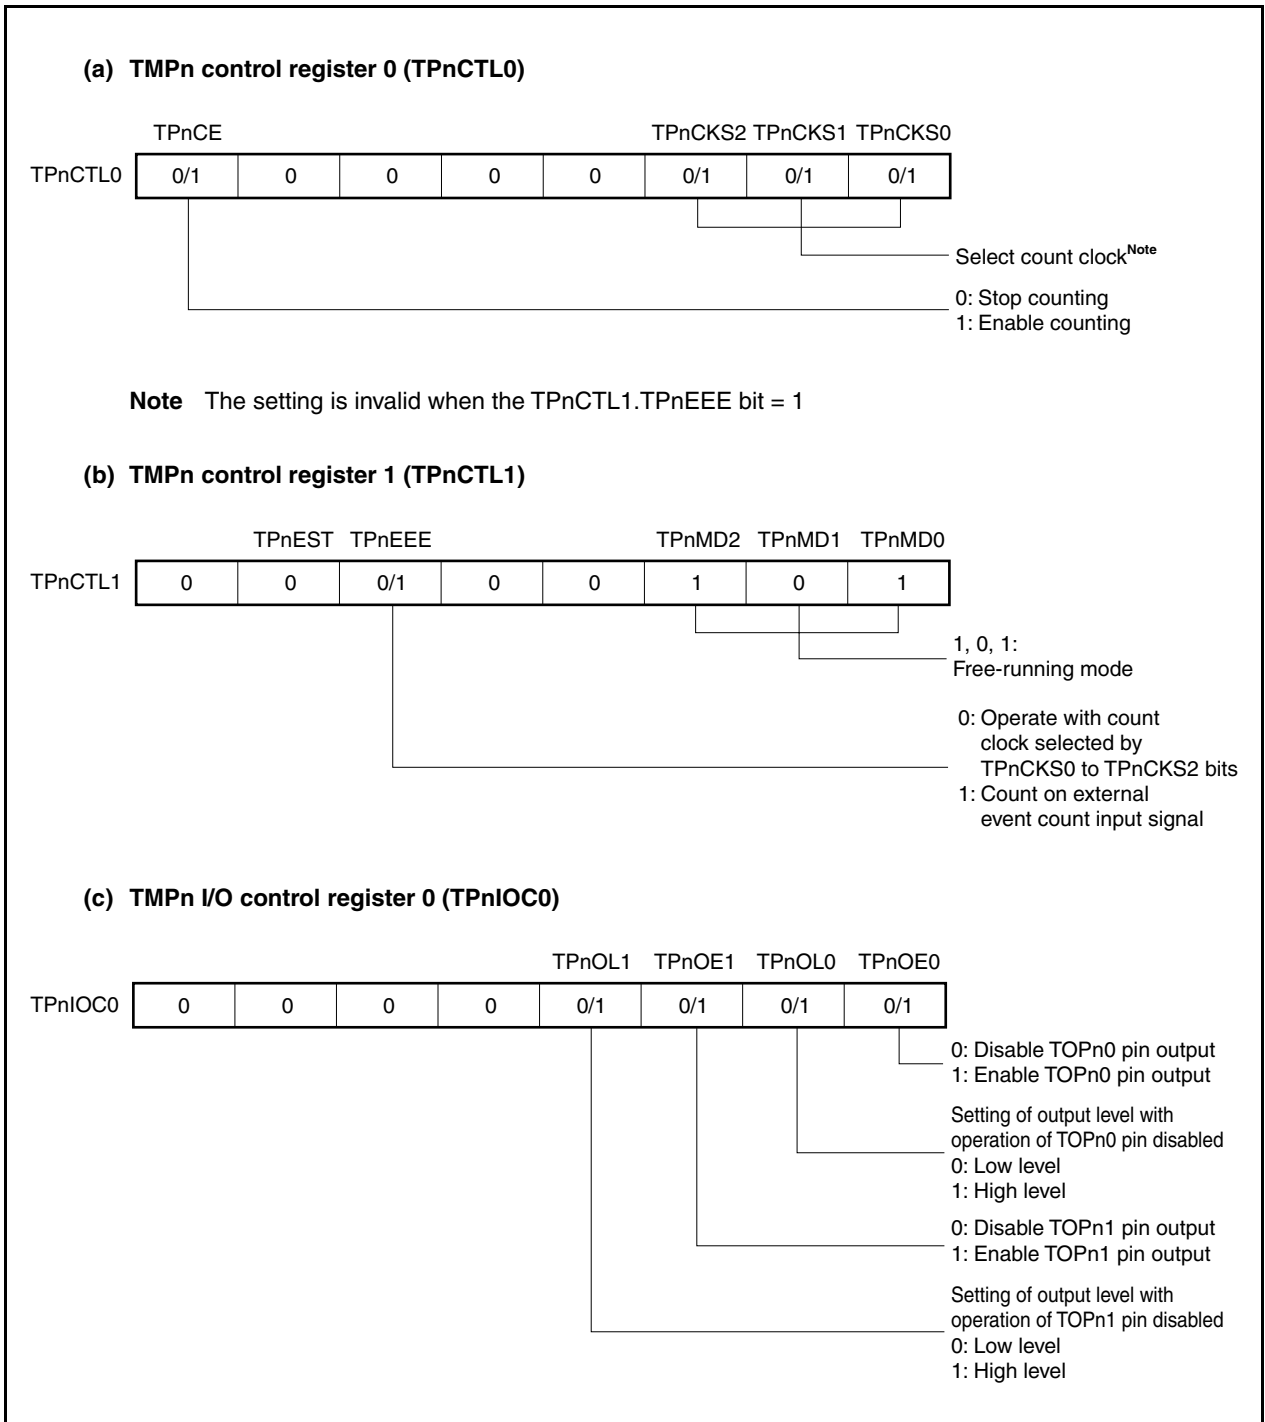 (a) TMPn control register 0 (TPnCTL0)
TPnCE TPnCKS2 TPnCKS1 TPnCKS0
TPnCTL0 0/1 0 0 0 0 0/1 0/1 0/1
Select count clockNote
0: Stop counting
1: Enable counting
Note The setting is invalid when the TPnCTL1.TPnEEE bit = 1
(b) TMPn control register 1 (TPnCTL1)
TPnEST TPnEEE TPnMD2 TPnMD1 TPnMD0
TPnCTL1 0 0 0/1 0 0 1 0 1
1, 0, 1:
Free-running mode
0: Operate with count
clock selected by
TPnCKS0 to TPnCKS2 bits
1: Count on external
event count input signal
(c) TMPn I/O control register 0 (TPnIOC0)
TPnOL1 TPnOE1 TPnOL0 TPnOE0
TPnIOC0 0 0 0 0 0/1 0/1 0/1 0/1
0: Disable TOPn0 pin output
1: Enable TOPn0 pin output
Setting of output level with
operation of TOPn0 pin disabled
0: Low level
1: High level
0: Disable TOPn1 pin output
1: Enable TOPn1 pin output
Setting of output level with
operation of TOPn1 pin disabled
0: Low level
1: High level